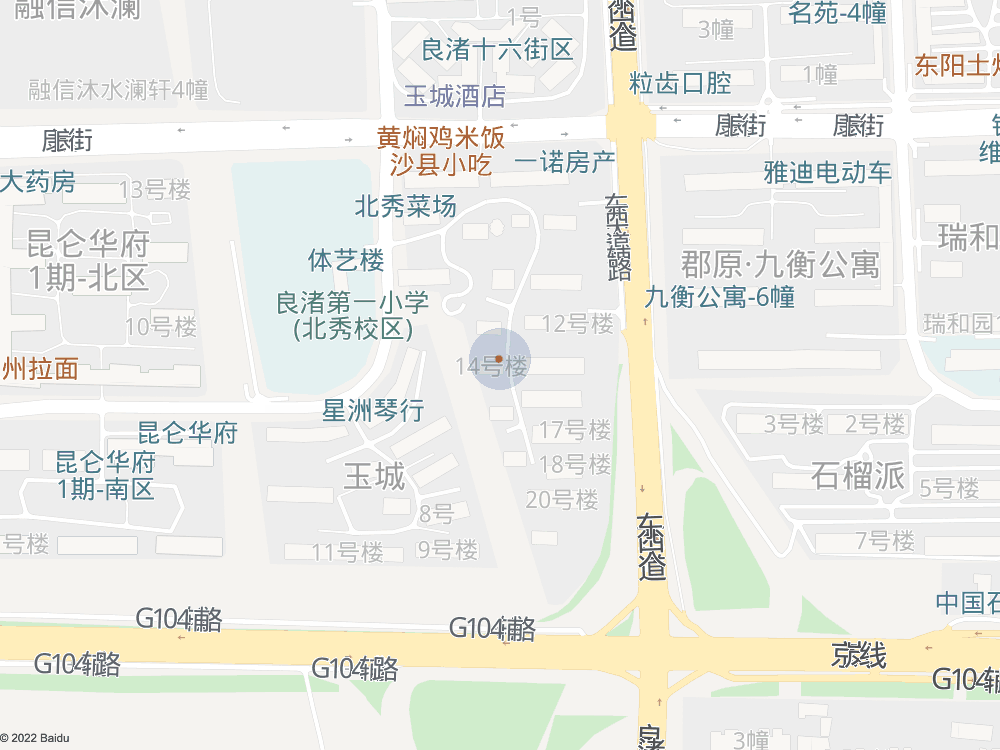 融信沐澜
1号
名苑-4幢
3幢
良渚十六街区
东阳土
1幢
粒齿口腔
融信沐水澜轩4幢
玉城酒店
黄焖鸡米饭
沙县小吃
一诺房产
雅迪电动车
大药房
13号楼
北秀菜场
昆仑华府
1期-北区
体艺楼
瑞和
郡原·九衡公寓
九衡公寓-6幢
良渚第一小学
(北秀校区)
10号楼
12号楼
瑞和园1
州拉面
14号楼
星洲琴行
昆仑华府
17号楼
3号楼
2号楼
昆仑华府
1期-南区
玉城
18号楼
石榴派
5号楼
20号楼
8号
号楼
11号楼
9号楼
7号楼
中国石
G104辅路
G104辅路
京线
G104辅路
G104辅路
G104辅
3幢
© 2022 Baidu